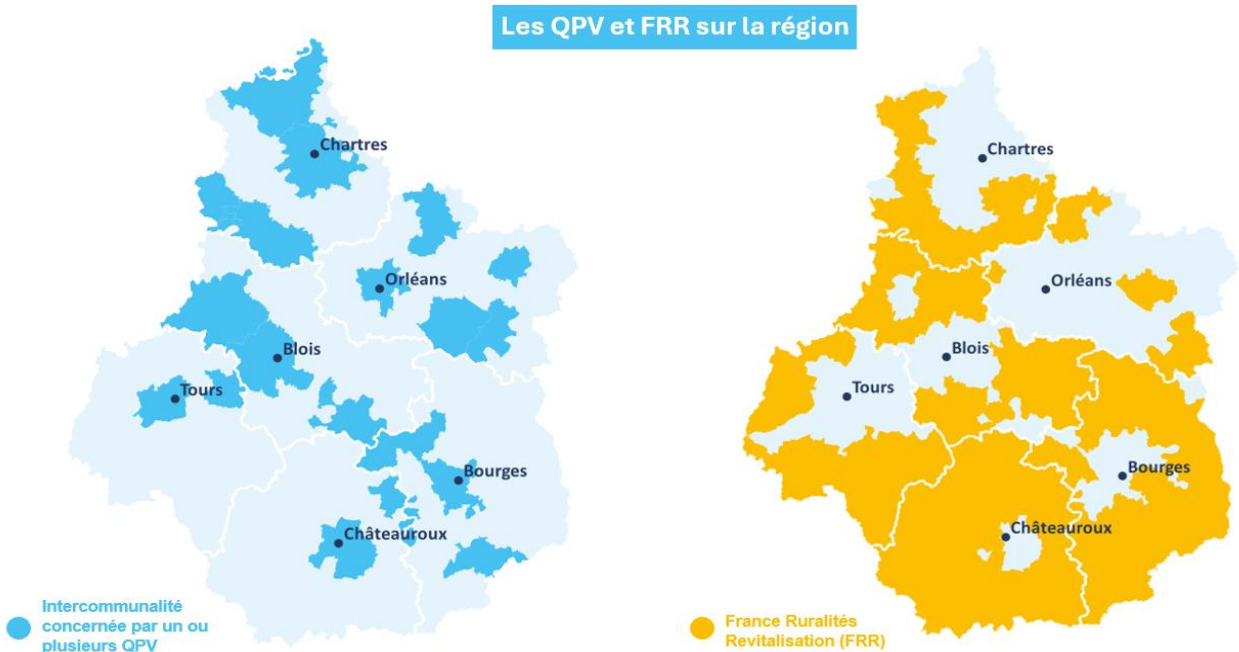 Les QPV et FRR sur la région
Chartres
Orléans
Blois
Tours
Bourges
Châteauroux
Intercommunalité
concernée par un ou
plusieurs QPV
Chartres
Orléans
Blois
Tours
Bourges
Châteauroux
France Ruralités
Revitalisation (FRR)